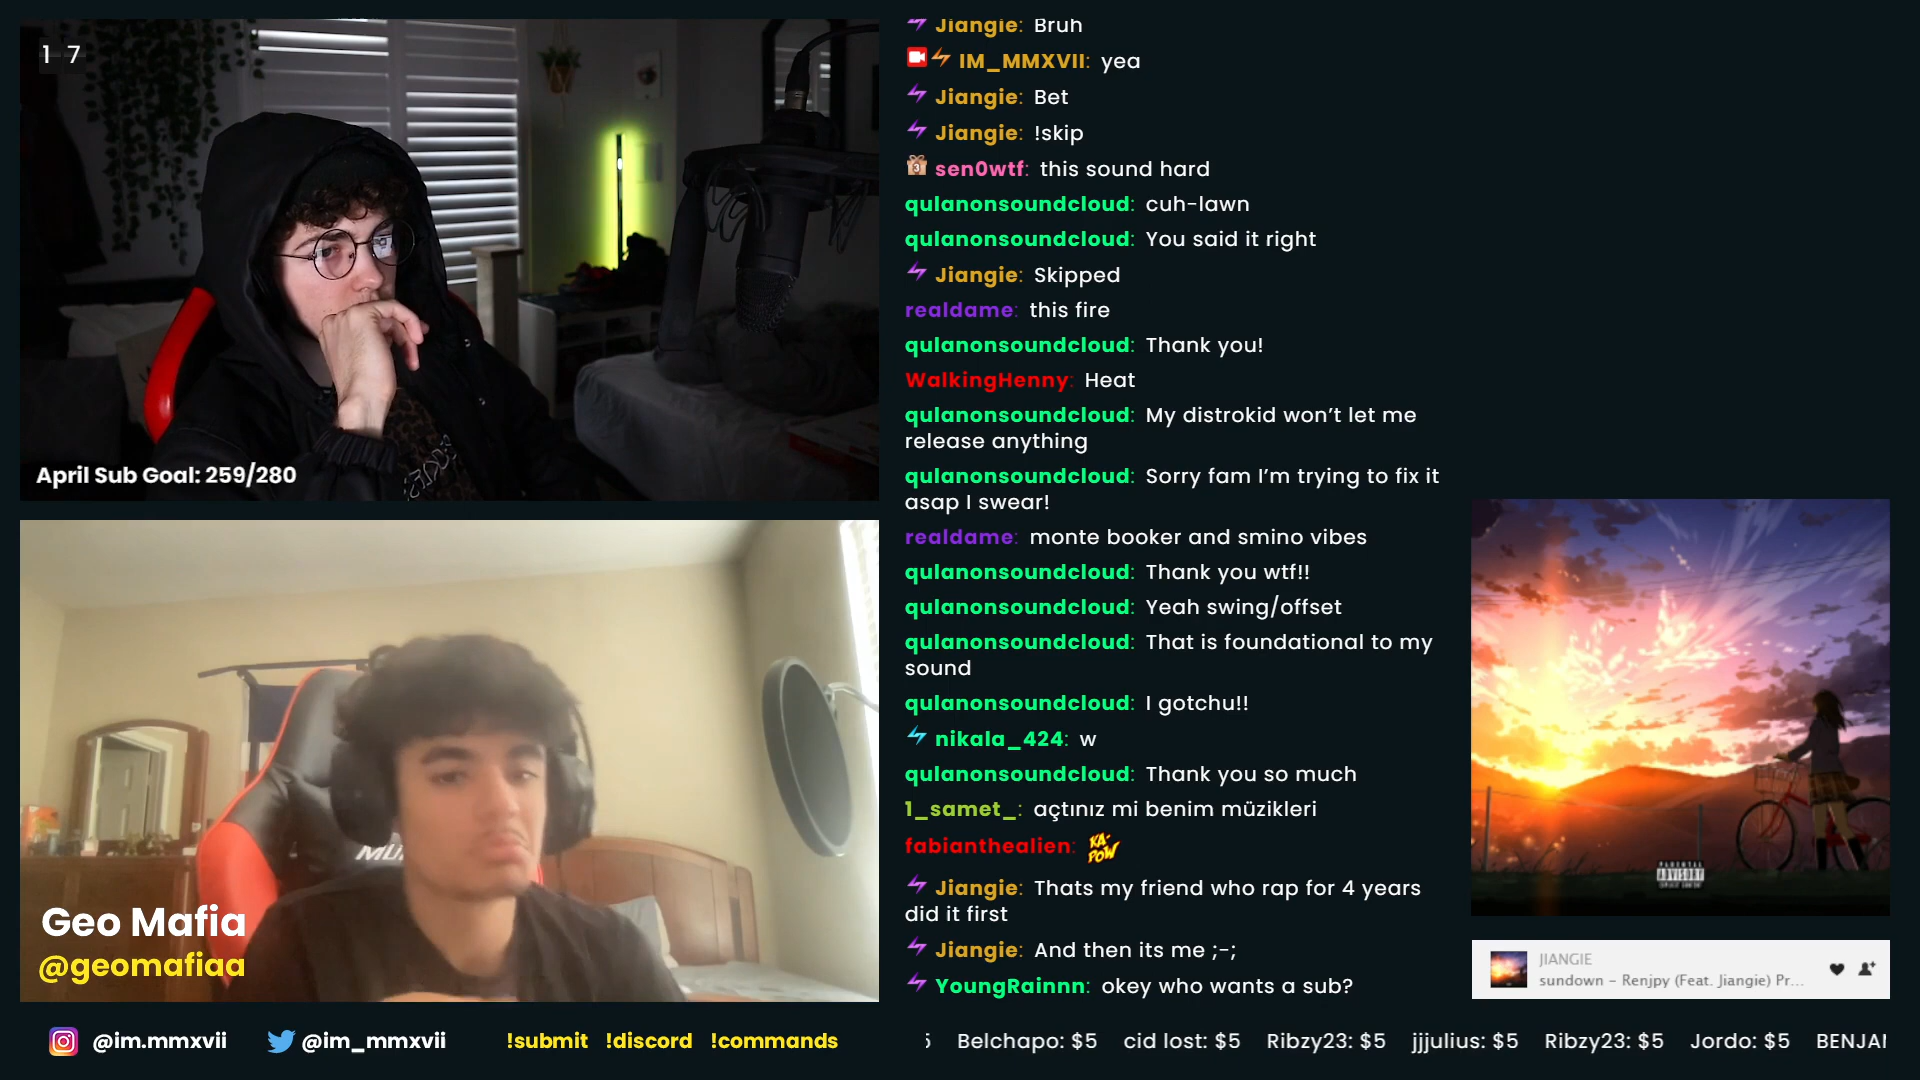 1 7
April Sub Goal: 259/280
Geo Mafia
@geomafiaa
Jiangie: Bruh
IM_MMXVII: yea
Jiangie: Bet
Jiangie: !skip
sen0wtf: this sound hard
qulanonsoundcloud: cuh-lawn
qulanonsoundcloud: You said it right
Jiangie: Skipped
realdame: this fire
qulanonsoundcloud: Thank you!
WalkingHenny: Heat
qulanonsoundcloud: My distrokid won’t let me
release anything
qulanonsoundcloud: Sorry fam I’m trying to fix it
asap I swear!
realdame: monte booker and smino vibes
qulanonsoundcloud: Thank you wtf!!
qulanonsoundcloud: Yeah swing/offset
qulanonsoundcloud: That is foundational to my
sound
qulanonsoundcloud: I gotchu!!
nikala_424: w
qulanonsoundcloud: Thank you so much
1_samet_: açtınız mi benim müzikleri
fabianthealien: KA-
POW
Jiangie: Thats my friend who rap for 4 years
did it first
Jiangie: And then its me ;-;
YoungRainnn: okey who wants a sub?
PARENTAL
ADVISORY
EXPLICIT CONTENT
JIANGIE
sundown - Renjpy (Feat. Jiangie) Pr...
@im.mmxvii @im_mmxvii !submit !discord !commands
Belchapo: $5 cid lost: $5 Ribzy23: $5 jjjulius: $5 Ribzy23: $5 Jordo: $5 BENJA